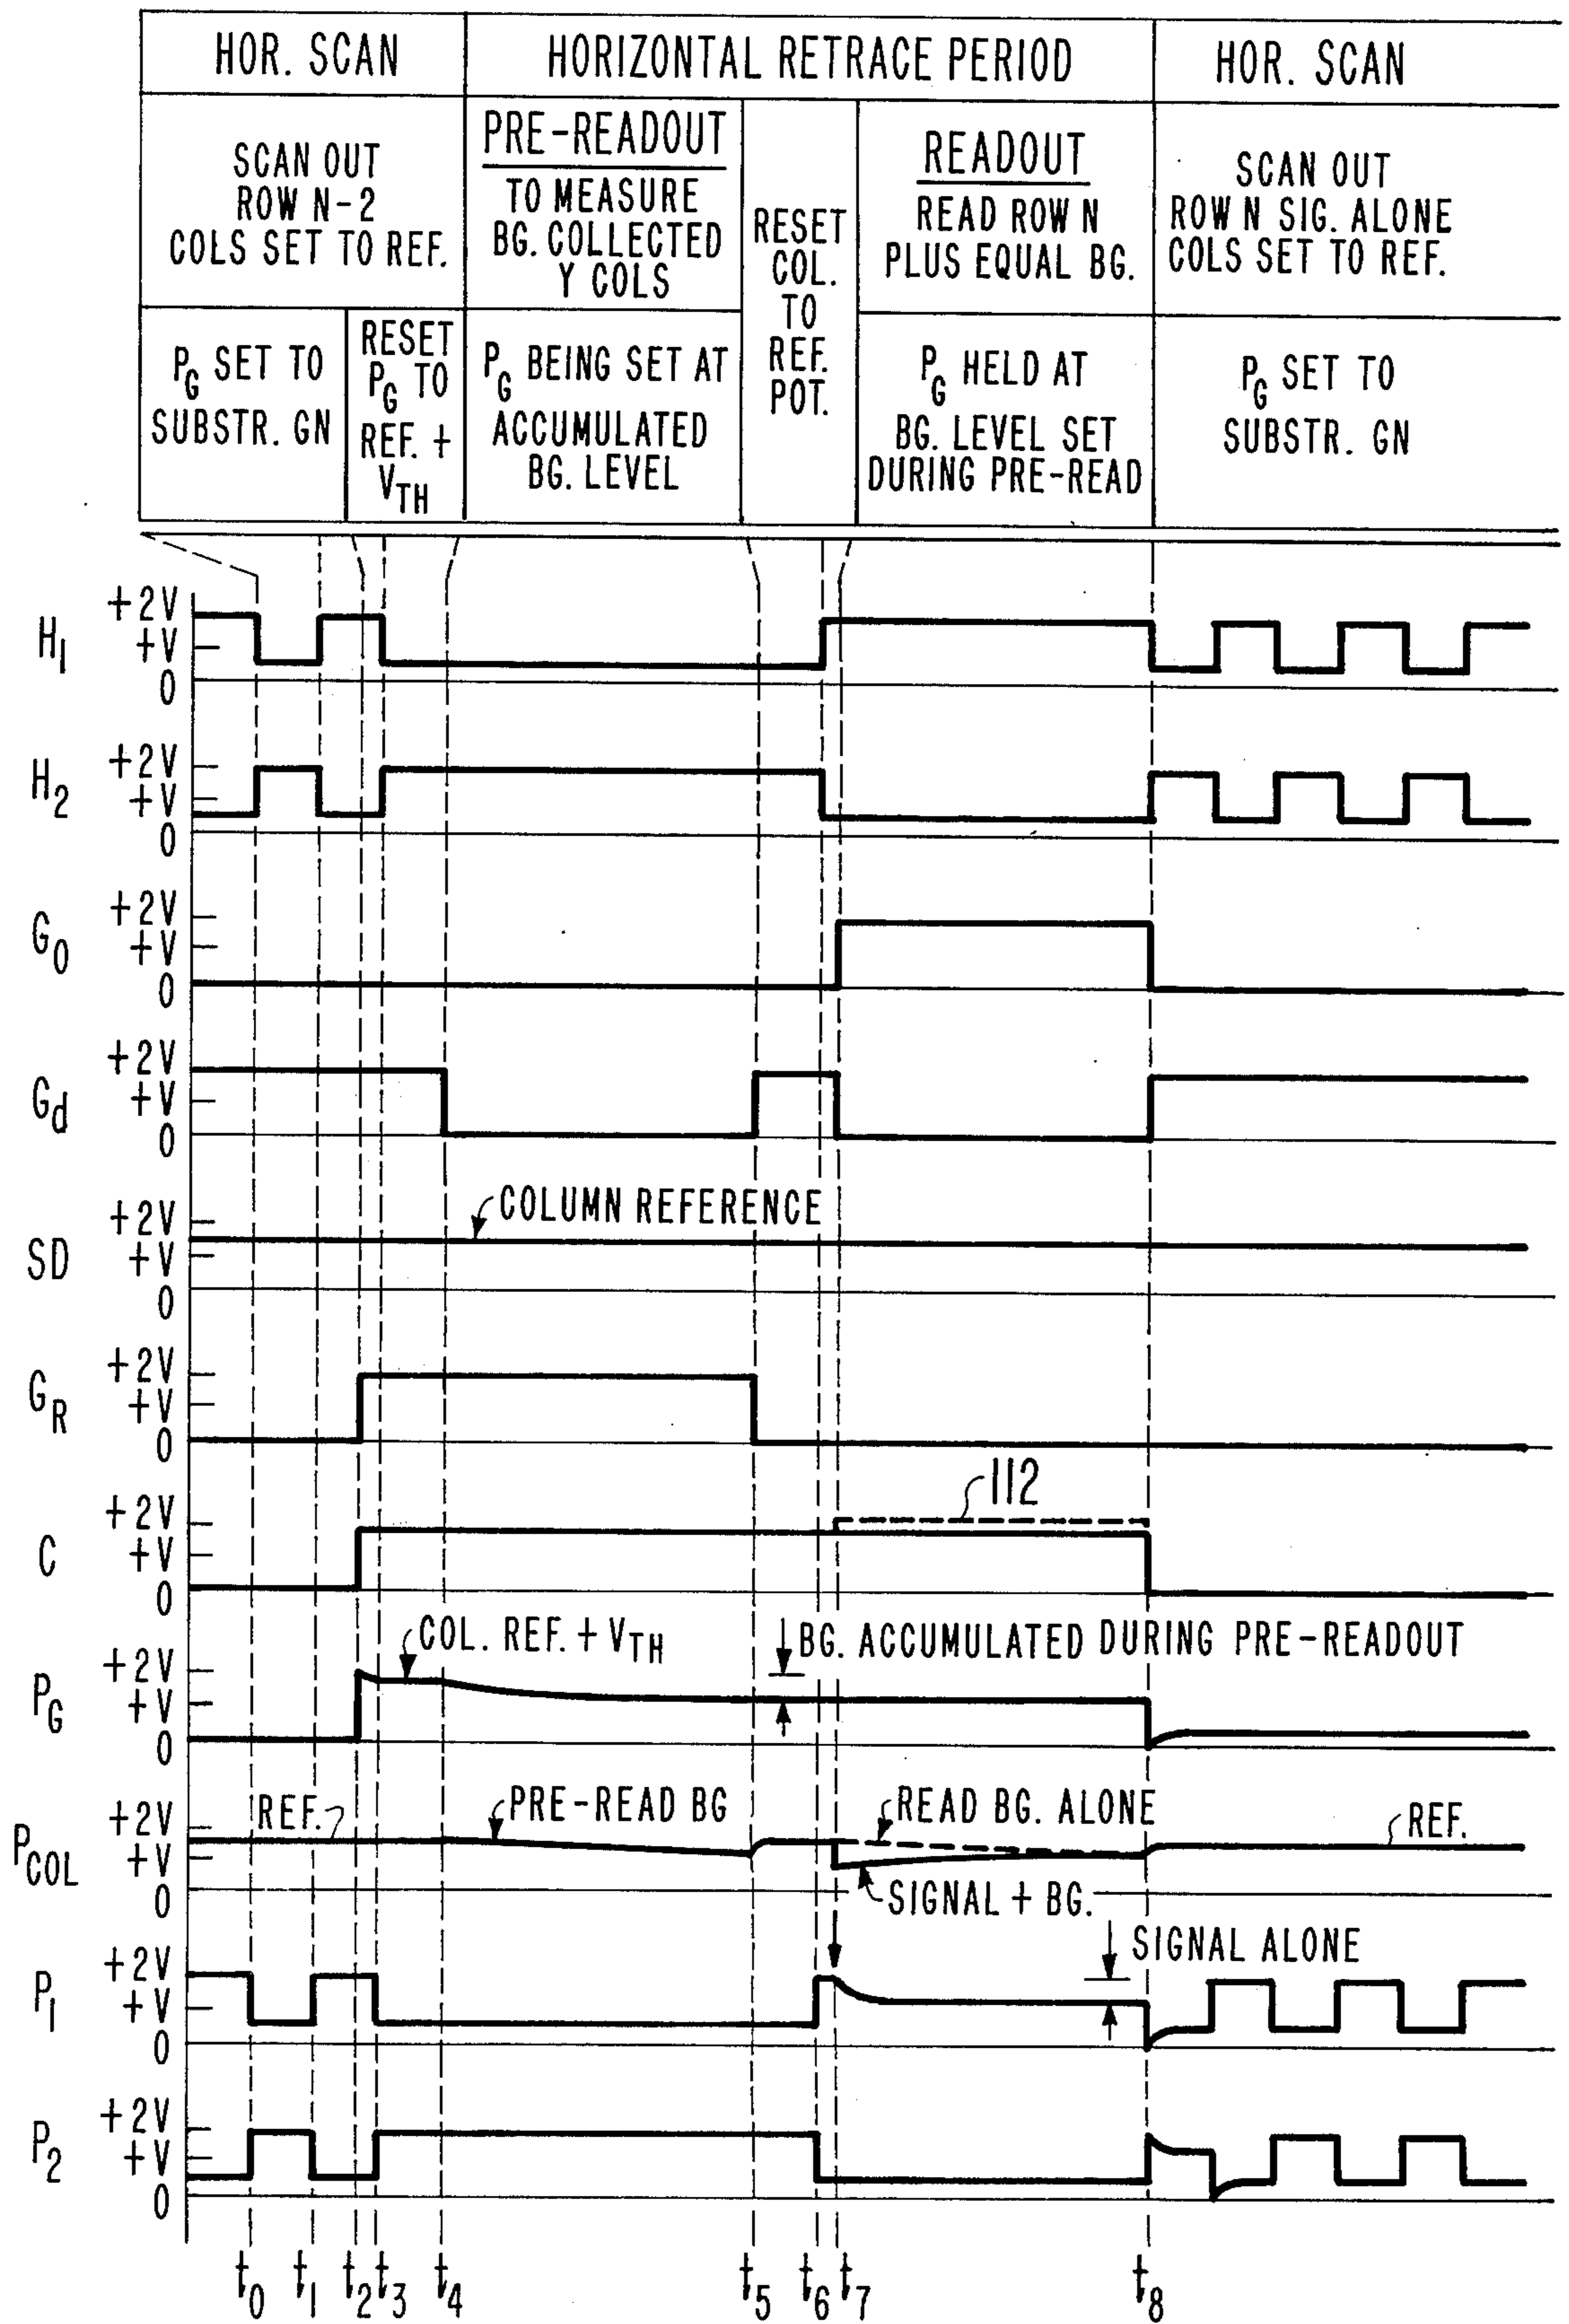 HOR. SCAN
HORIZONTAL RETRACE PERIOD
HOR. SCAN
SCAN OUT
ROW N-2
COLS SET TO REF.
PRE-READOUT
TO MEASURE
BG. COLLECTED
Y COLS
RESET
COL.
TO
REF.
POT.
READOUT
READ ROW N
PLUS EQUAL BG.
SCAN OUT
ROW N SIG. ALONE
COLS SET TO REF.
PG SET TO
SUBSTR. GN
RESET
PG TO
REF. +
VTH
PG BEING SET AT
ACCUMULATED
BG. LEVEL
PG HELD AT
BG. LEVEL SET
DURING PRE-READ
PG SET TO
SUBSTR. GN
H1
+2V
+V
0
H2
+2V
+V
0
G0
+2V
+V
0
Gd
+2V
+V
0
SD
+2V
+V
0
COLUMN REFERENCE
GR
+2V
+V
0
C
+2V
+V
0
112
PG
+2V
+V
0
COL. REF. + VTH
BG. ACCUMULATED DURING PRE-READOUT
PCOL
+2V
+V
0
REF.
PRE-READ BG
READ BG. ALONE
REF.
SIGNAL + BG.
P1
+2V
+V
0
SIGNAL ALONE
P2
+2V
+V
0
t0 t1 t2 t3 t4 t5 t6 t7 t8